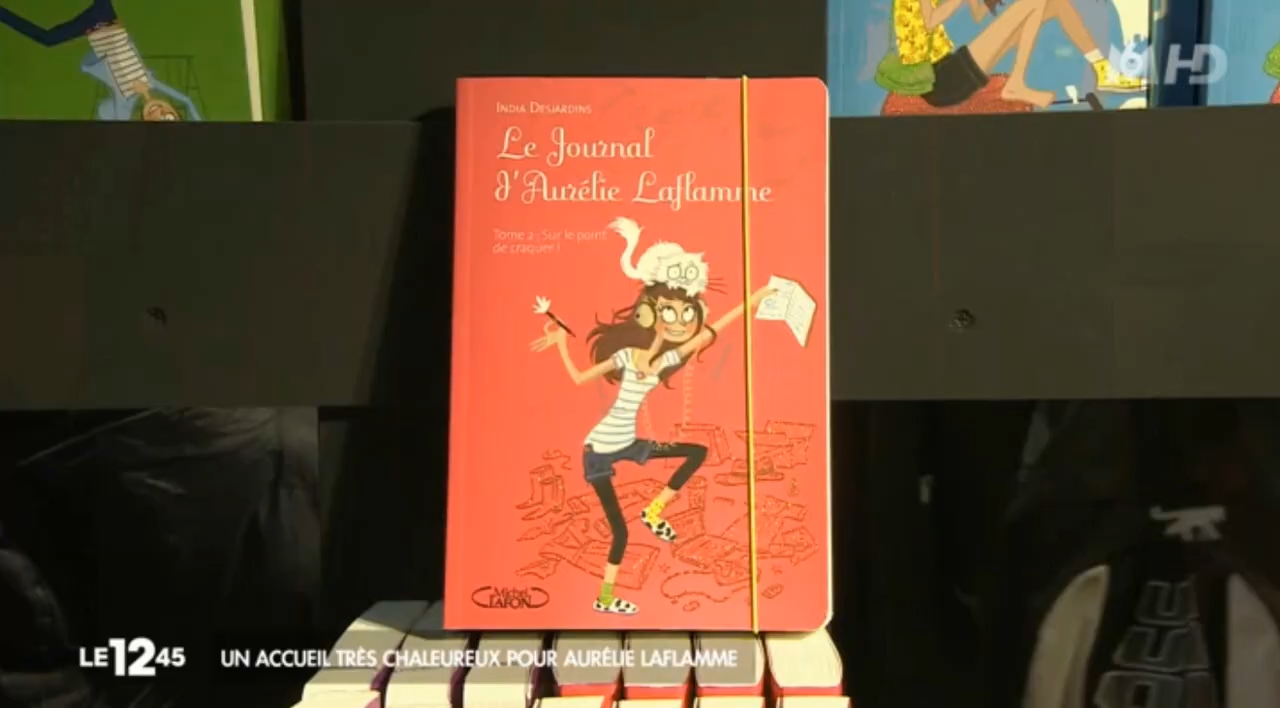 6 HD
INDIA DESJARDINS
Le Journal
d'Aurélie Laflamme
Tome 2 : Sur le point
de craquer !
Michel
LAFON
LE 12 45
UN ACCUEIL TRÈS CHALEUREUX POUR AURÉLIE LAFLAMME